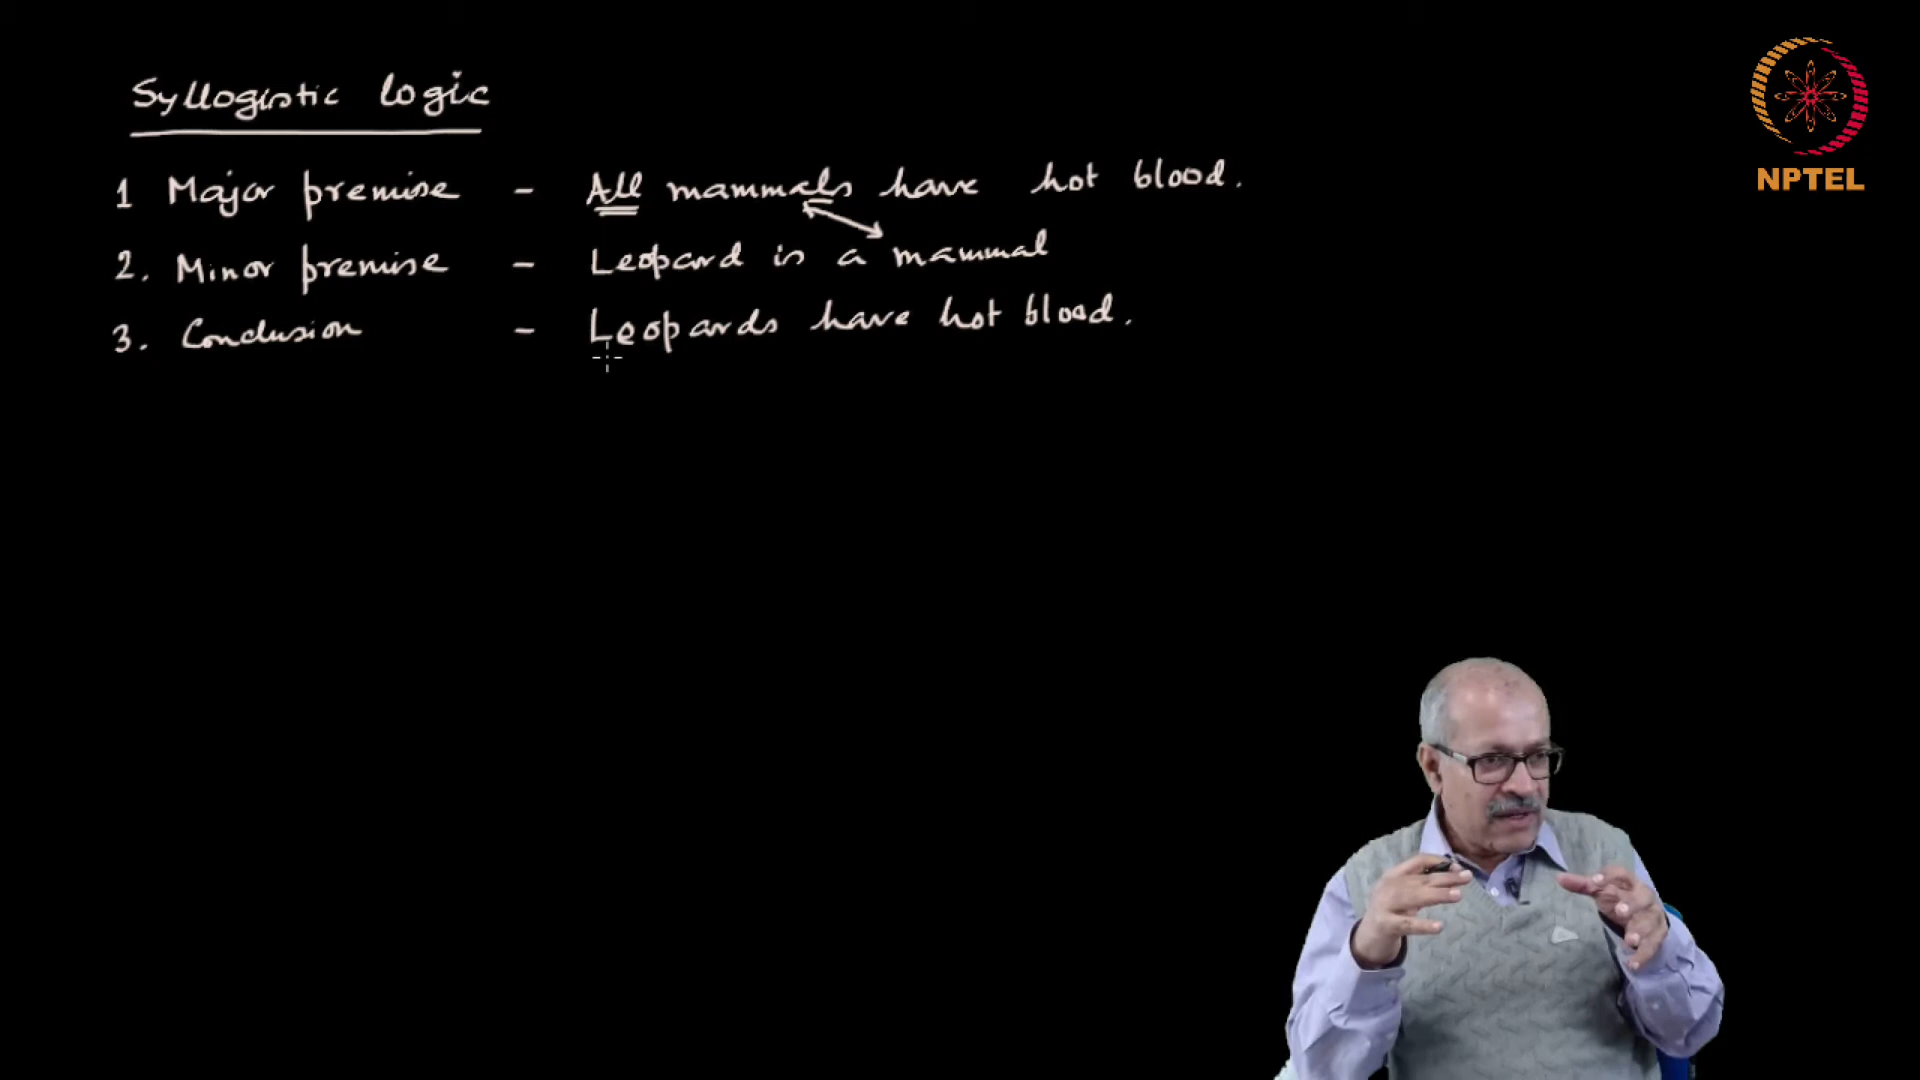 Syllogistic logic
1 Major premise - All mammals have hot blood.
2. Minor premise - Leopard is a mammal
3. Conclusion - Leopards have hot blood.
NPTEL